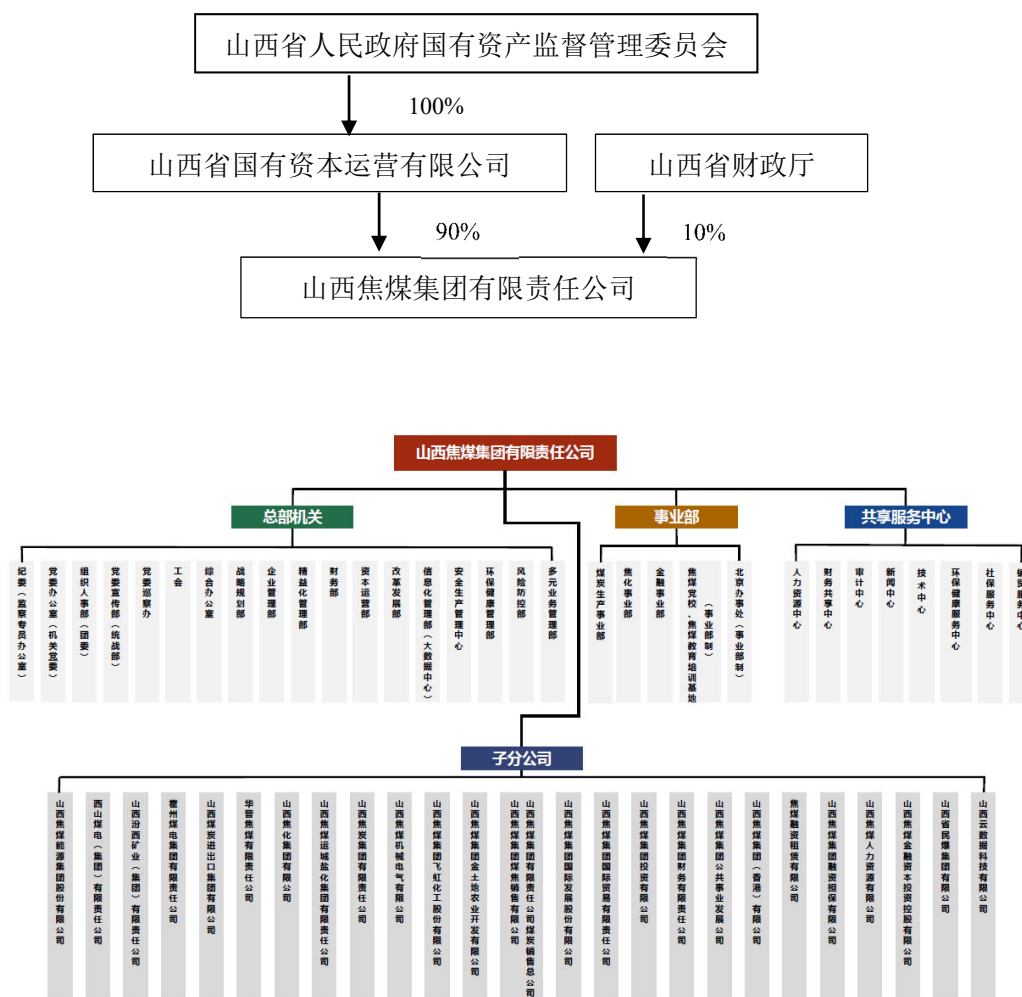 山西省人民政府国有资产监督管理委员会
100%
山西省国有资本运营有限公司
山西省财政厅
90%
10%
山西焦煤集团有限责任公司
山西焦煤集团有限责任公司
总部机关
事业部
共享服务中心
纪委（监察专员办公室）
党委办公室（机关党委）
组织人事部（团委）
党委宣传部（统战部）
党委巡察办
工会
综合办公室
战略规划部
企业管理部
精益化管理部
财务部
资本运营部
改革发展部
信息化管理部（大数据中心）
安全生产管理中心
环保健康管理部
风险防控部
多元业务管理部
煤炭生产事业部
焦化事业部
金融事业部
焦煤党校、焦煤教育培训基地
（事业部制）
北京办事处（事业部制）
人力资源中心
财务共享中心
审计中心
新闻中心
技术中心
环保健康服务中心
社保服务中心
服务中心
子分公司
山西焦煤能源集团股份有限公司
西山煤电（集团）有限责任公司
山西汾西矿业（集团）有限责任公司
霍州煤电集团有限责任公司
山西煤炭进出口集团有限公司
华晋焦煤有限责任公司
山西焦化集团有限公司
山西焦煤运城盐化集团有限责任公司
山西焦炭集团有限责任公司
山西焦煤机械电气有限公司
山西焦煤集团飞虹化工股份有限公司
山西焦煤集团金土地农业开发有限公司
山西焦煤集团煤焦销售有限公司
山西焦煤集团有限责任公司煤炭销售总公司
山西焦煤集团国际发展股份有限公司
山西焦煤集团国际贸易有限责任公司
山西焦煤集团投资有限公司
山西焦煤集团财务有限责任公司
山西焦煤集团公共事业发展公司
山西焦煤集团（香港）有限公司
焦煤融资租赁有限公司
山西焦煤集团融资担保有限公司
山西焦煤人力资源有限公司
山西焦煤金融资本投资控股有限公司
山西省民爆集团有限公司
山西云数据科技有限公司